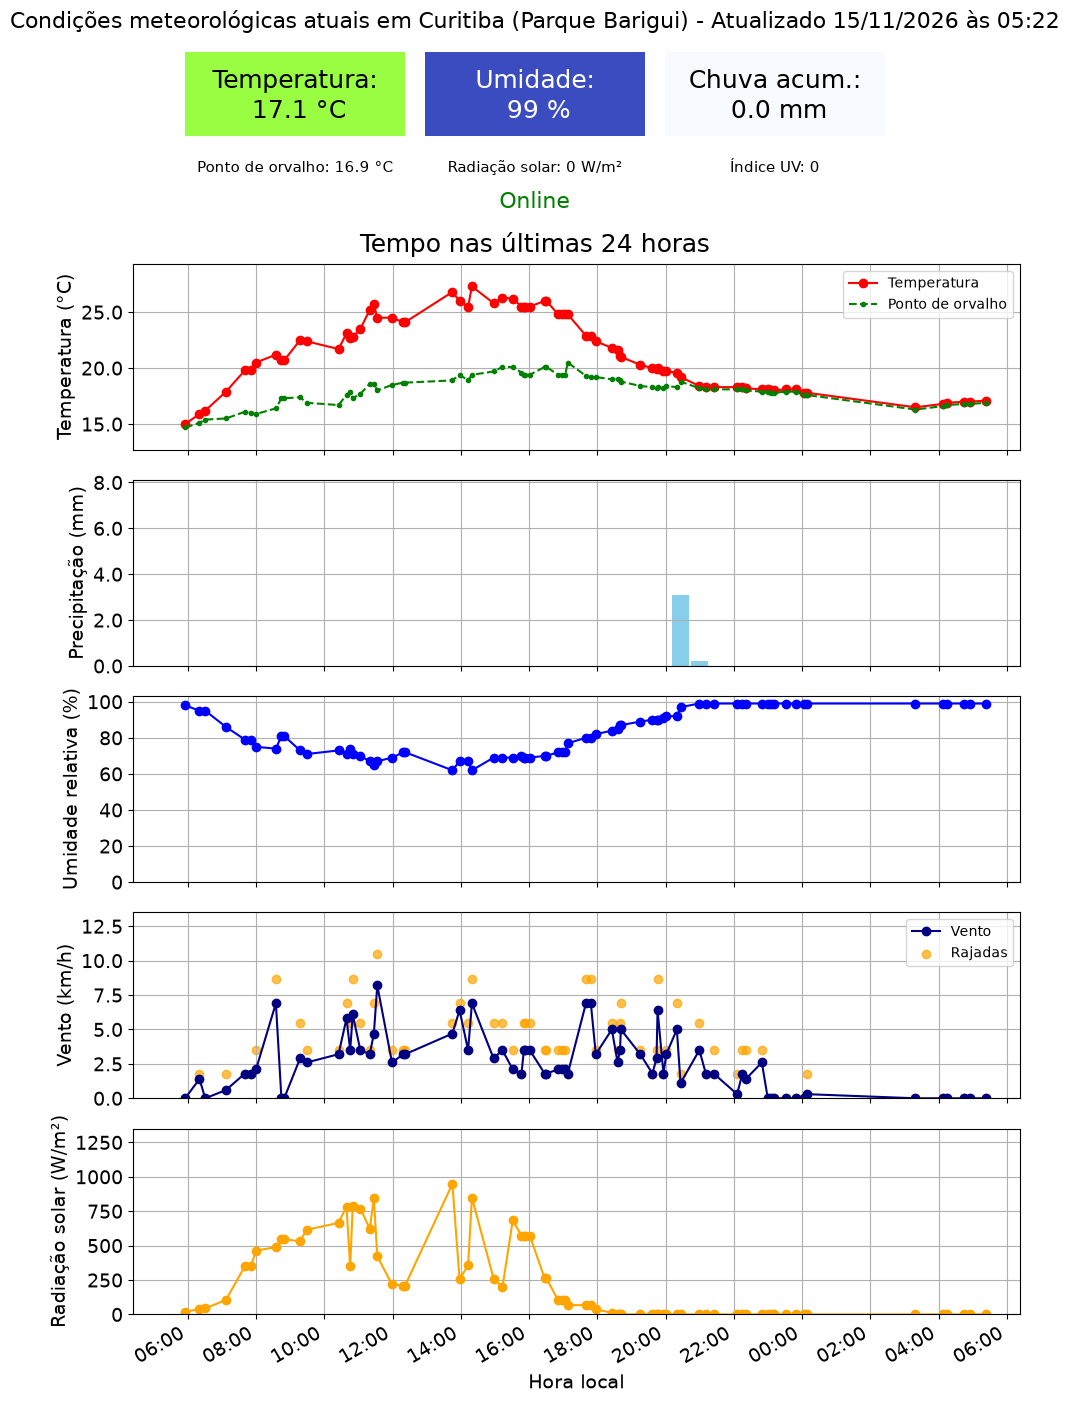 Condições meteorológicas atuais em Curitiba (Parque Barigui) - Atualizado 15/11/2026 às 05:22
Temperatura:
17.1 °C
Umidade:
99 %
Chuva acum.:
0.0 mm
Ponto de orvalho: 16.9 °C
Radiação solar: 0 W/m²
Índice UV: 0
Online
Tempo nas últimas 24 horas
Temperatura (°C)
25.0
20.0
15.0
Temperatura
Ponto de orvalho
Precipitação (mm)
8.0
6.0
4.0
2.0
0.0
Umidade relativa (%)
100
80
60
40
20
0
Vento (km/h)
12.5
10.0
7.5
5.0
2.5
0.0
Vento
Rajadas
Radiação solar (W/m²)
1250
1000
750
500
250
0
06:00
08:00
10:00
12:00
14:00
16:00
18:00
20:00
22:00
00:00
02:00
04:00
06:00
Hora local